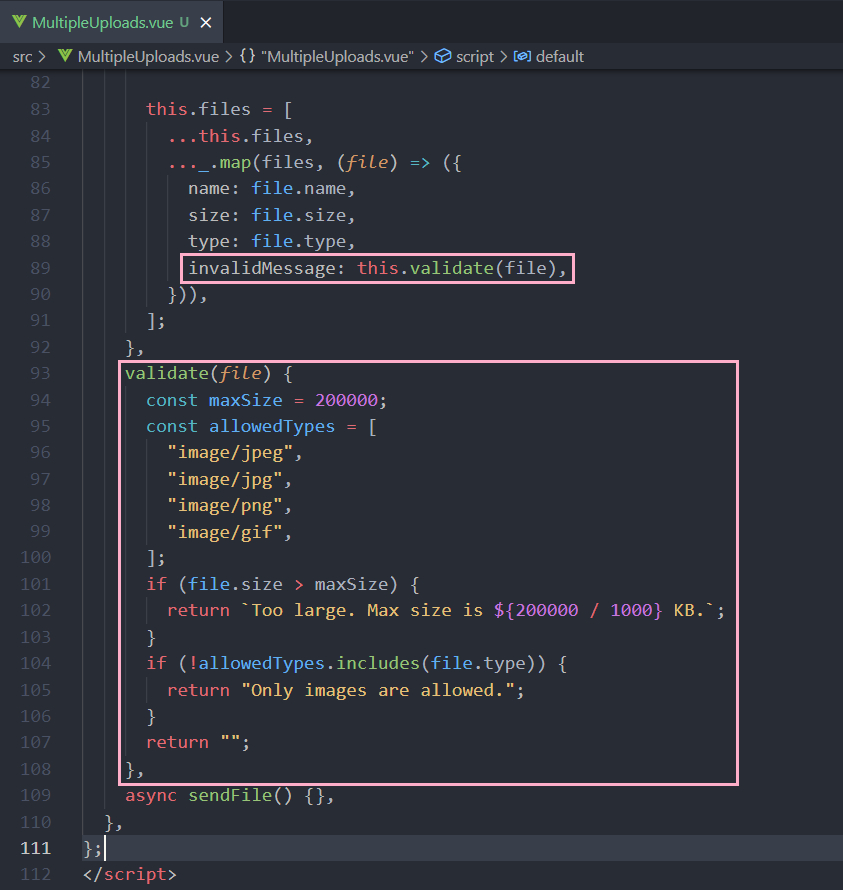 MultipleUploads.vue U ×
src > MultipleUploads.vue > {} "MultipleUploads.vue" > script > default
82
83 this.files = [
84 ...this.files,
85 ..._.map(files, (file) => ({
86 name: file.name,
87 size: file.size,
88 type: file.type,
89 invalidMessage: this.validate(file),
90 })),
91 ];
92 },
93 validate(file) {
94 const maxSize = 200000;
95 const allowedTypes = [
96 "image/jpeg",
97 "image/jpg",
98 "image/png",
99 "image/gif",
100 ];
101 if (file.size > maxSize) {
102 return `Too large. Max size is ${200000 / 1000} KB.`;
103 }
104 if (!allowedTypes.includes(file.type)) {
105 return "Only images are allowed.";
106 }
107 return "";
108 },
109 async sendFile() {},
110 },
111 };
112 </script>